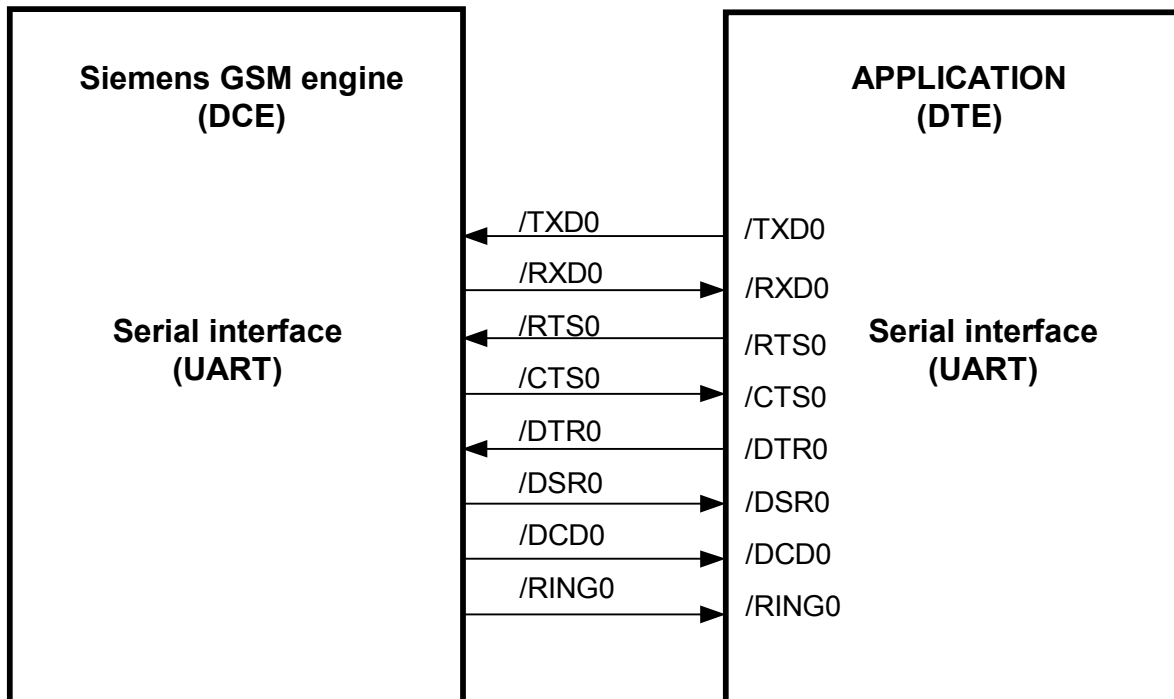 Siemens GSM engine
(DCE)
APPLICATION
(DTE)
/TXD0
/TXD0
/RXD0
/RXD0
Serial interface
(UART)
/RTS0
/RTS0
Serial interface
(UART)
/CTS0
/CTS0
/DTR0
/DTR0
/DSR0
/DSR0
/DCD0
/DCD0
/RING0
/RING0